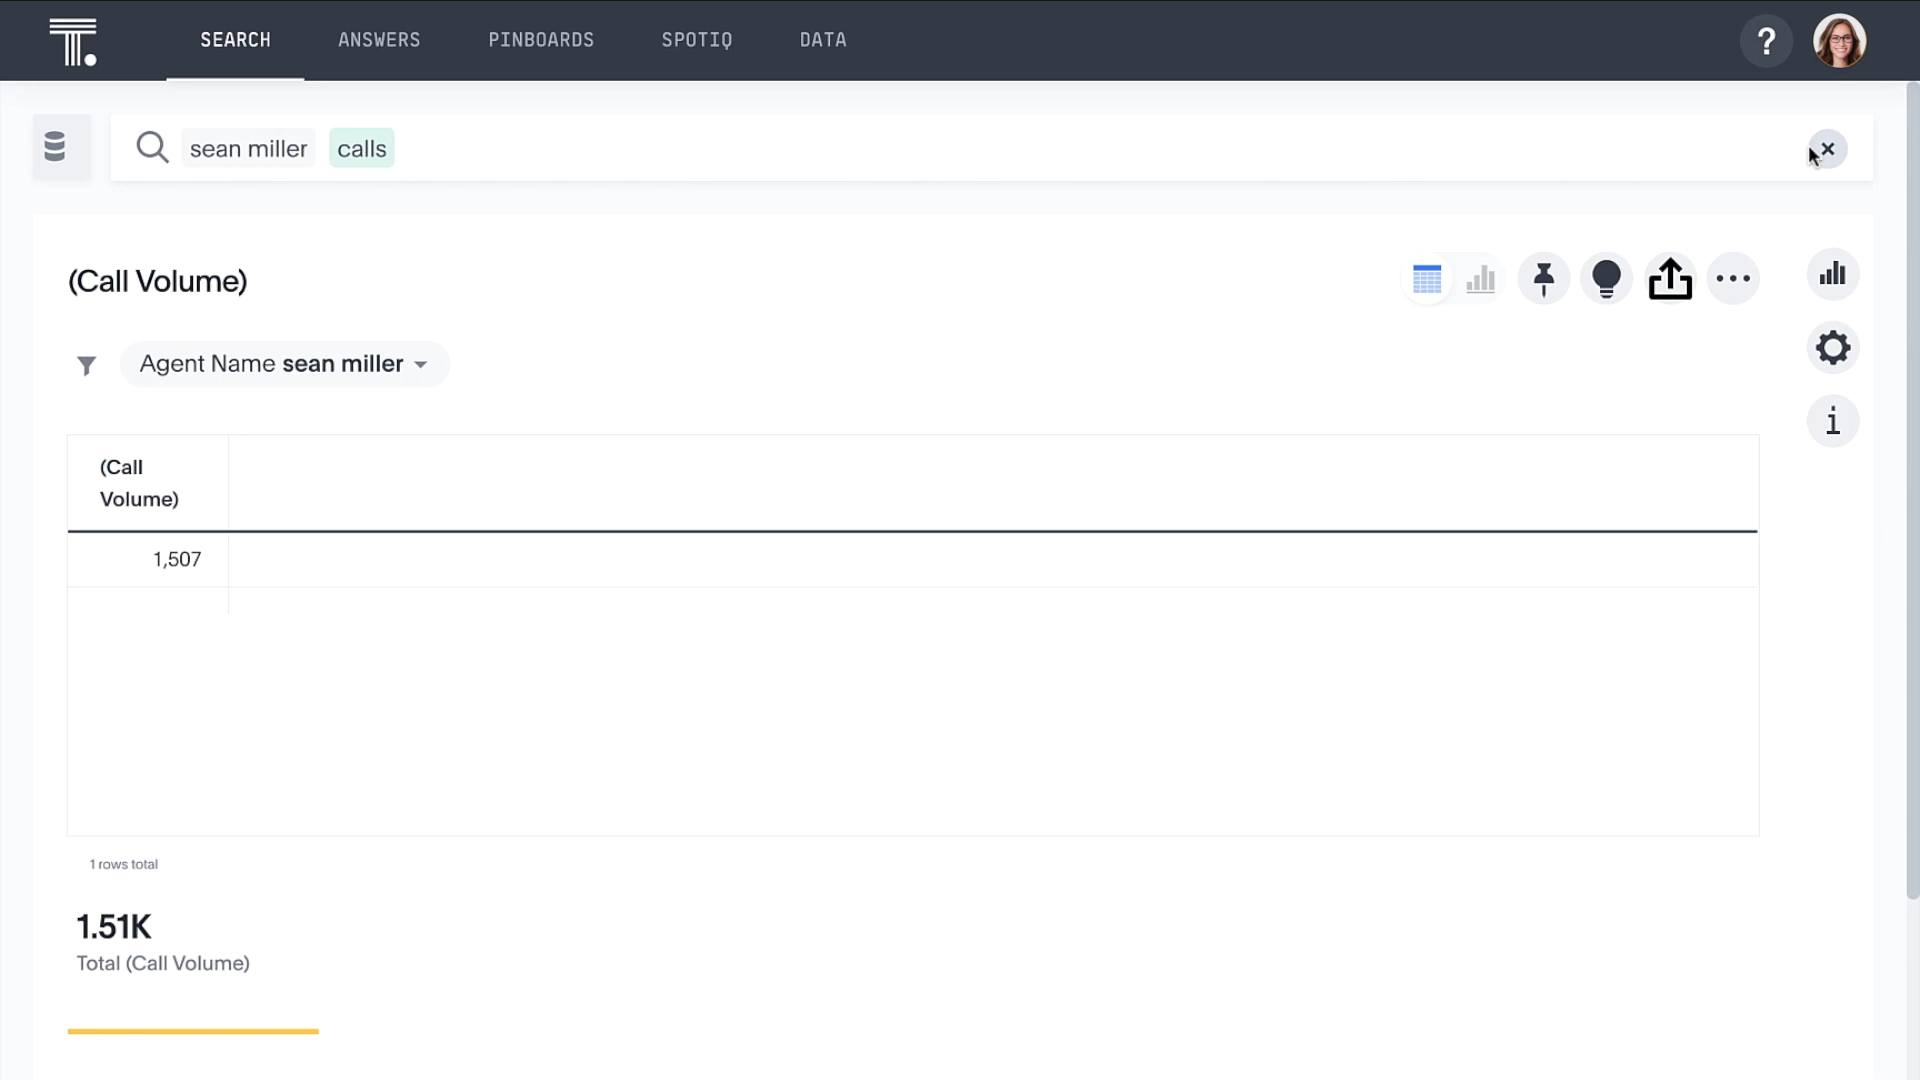 T.
SEARCH
ANSWERS
PINBOARDS
SPOTIQ
DATA
?
sean miller
calls
(Call Volume)
Agent Name sean miller
(Call
Volume)
1,507
1 rows total
1.51K
Total (Call Volume)